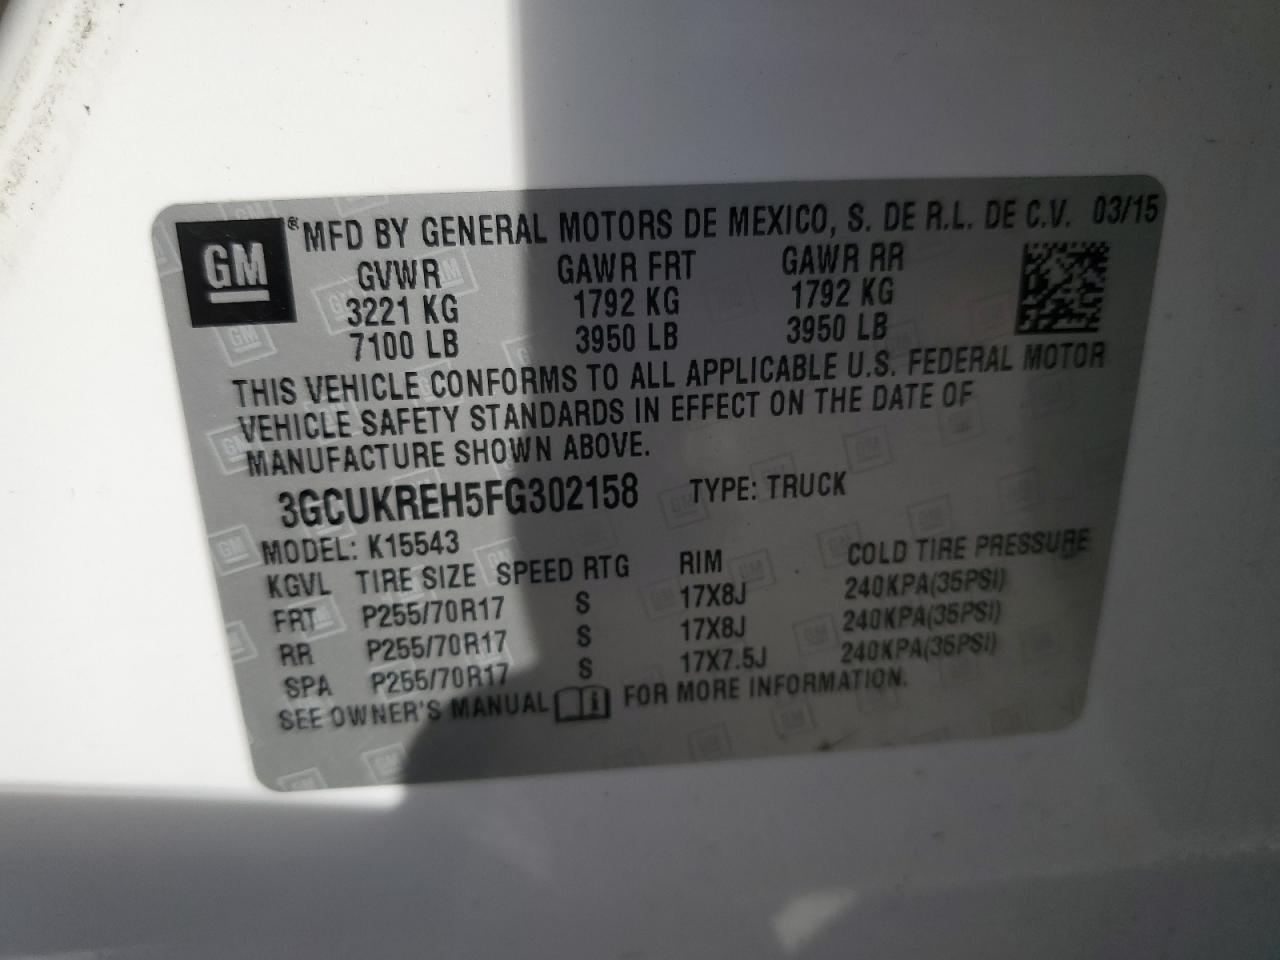 GM ® MFD BY GENERAL MOTORS DE MEXICO, S. DE R.L. DE C.V. 03/15
GVWR GAWR FRT GAWR RR
3221 KG 1792 KG 1792 KG
7100 LB 3950 LB 3950 LB
THIS VEHICLE CONFORMS TO ALL APPLICABLE U.S. FEDERAL MOTOR
VEHICLE SAFETY STANDARDS IN EFFECT ON THE DATE OF
MANUFACTURE SHOWN ABOVE.
3GCUKREH5FG302158 TYPE: TRUCK
MODEL: K15543
KGVL TIRE SIZE SPEED RTG RIM COLD TIRE PRESSURE
FRT P255/70R17 S 17X8J 240KPA(35PSI)
RR P255/70R17 S 17X8J 240KPA(35PSI)
SPA P255/70R17 S 17X7.5J 240KPA(35PSI)
SEE OWNER'S MANUAL i FOR MORE INFORMATION.